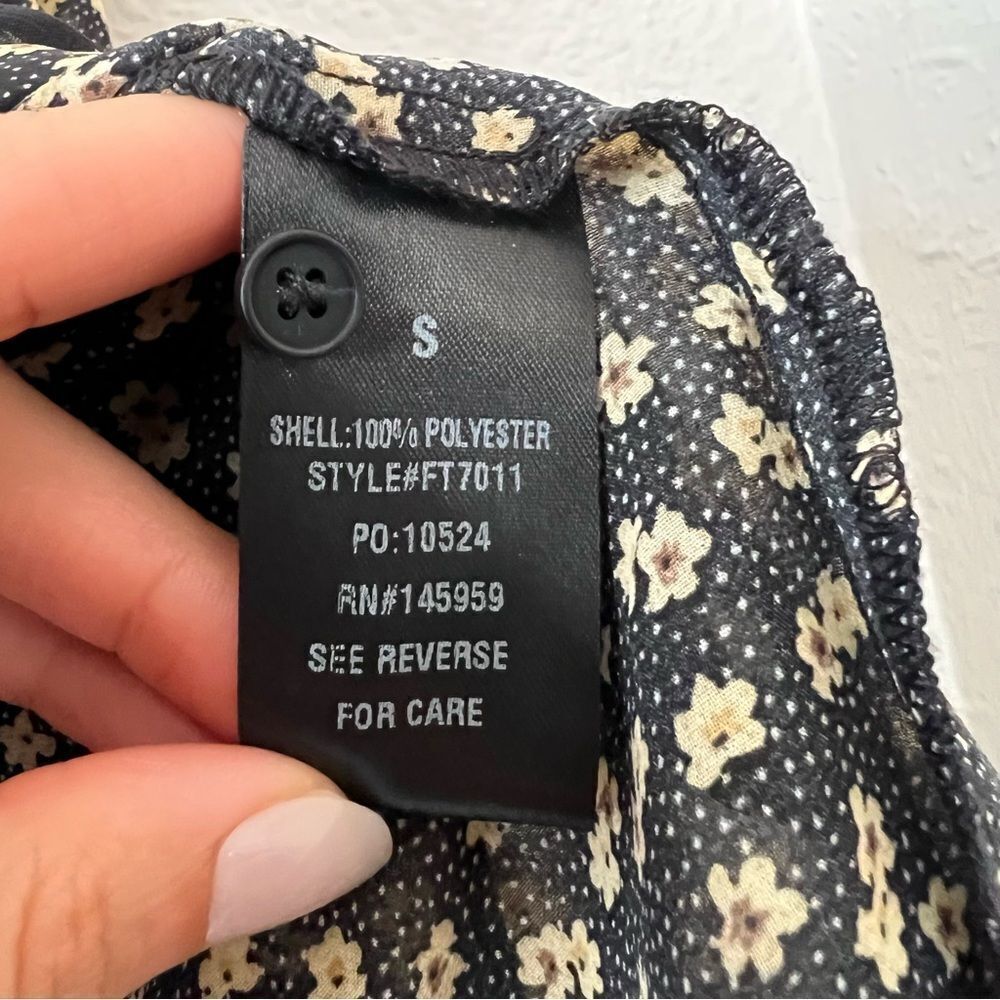 S
SHELL:100% POLYESTER
STYLE#FT7011
PO:10524
RN#145959
SEE REVERSE
FOR CARE